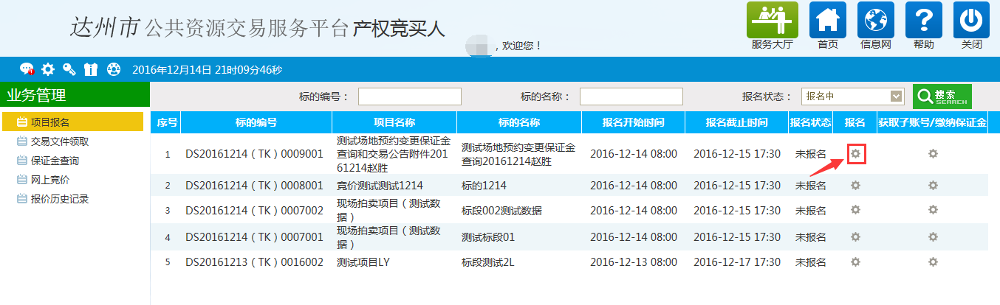 达州市 公共资源交易服务平台 产权竞买人
，欢迎您！
服务大厅 首页 信息网 帮助 关闭
2016年12月14日 21时09分46秒
业务管理
标的编号： 标的名称： 报名状态： 报名中 搜索 SEARCH
项目报名
交易文件领取
保证金查询
网上竞价
报价历史记录
序号 标的编号 项目名称 标的名称 报名开始时间 报名截止时间 报名状态 报名 获取子账号/缴纳保证金
1 DS20161214（TK）0009001 测试场地预约变更保证金查询和交易公告附件20161214赵胜 测试场地预约变更保证金查询20161214赵胜 2016-12-14 08:00 2016-12-15 17:30 未报名
2 DS20161214（TK）0008001 竞价测试测试1214 标的1214 2016-12-14 08:00 2016-12-15 17:30 未报名
3 DS20161214（TK）0007002 现场拍卖项目（测试数据） 标段002测试数据 2016-12-14 08:00 2016-12-15 17:30 未报名
4 DS20161214（TK）0007001 现场拍卖项目（测试数据） 测试标段01 2016-12-14 08:00 2016-12-15 17:30 未报名
5 DS20161213（TK）0016002 测试项目LY 标段测试2L 2016-12-13 08:00 2016-12-17 17:30 未报名